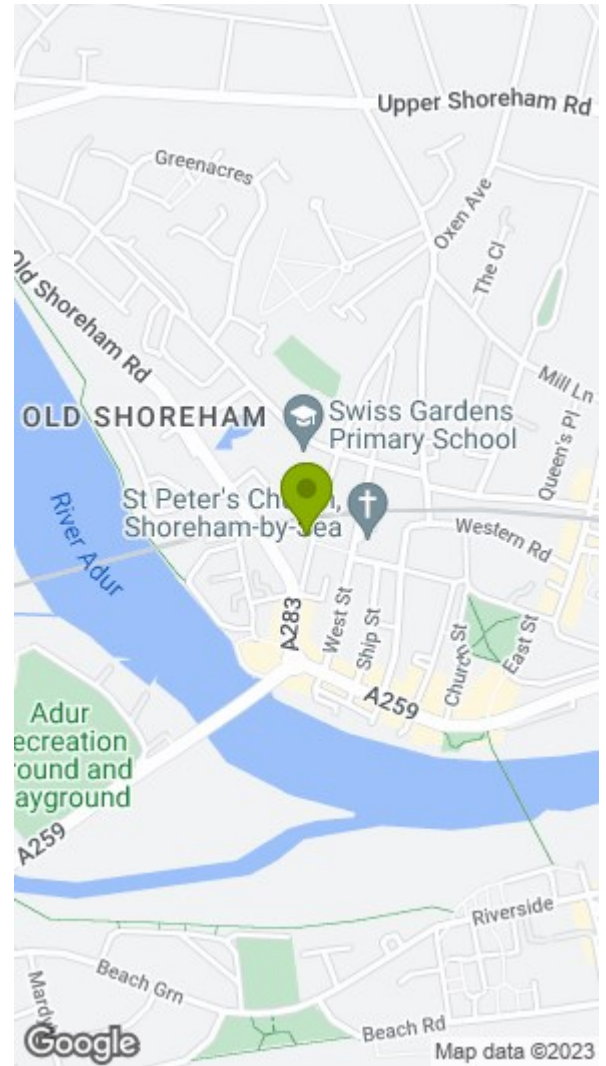 Upper Shoreham Rd
Greenacres
Oxen Ave
The Cl
Old Shoreham Rd
Mill Ln
OLD SHOREHAM
Swiss Gardens
Primary School
Queen's Pl
St Peter's Ch
Shoreham-by-Sea
Western Rd
River Adur
A283
West St
Ship St
Church St
East St
A259
Adur
ecreation
round and
ayground
A259
Riverside
Beach Grn
Beach Rd
Google
Map data ©2023